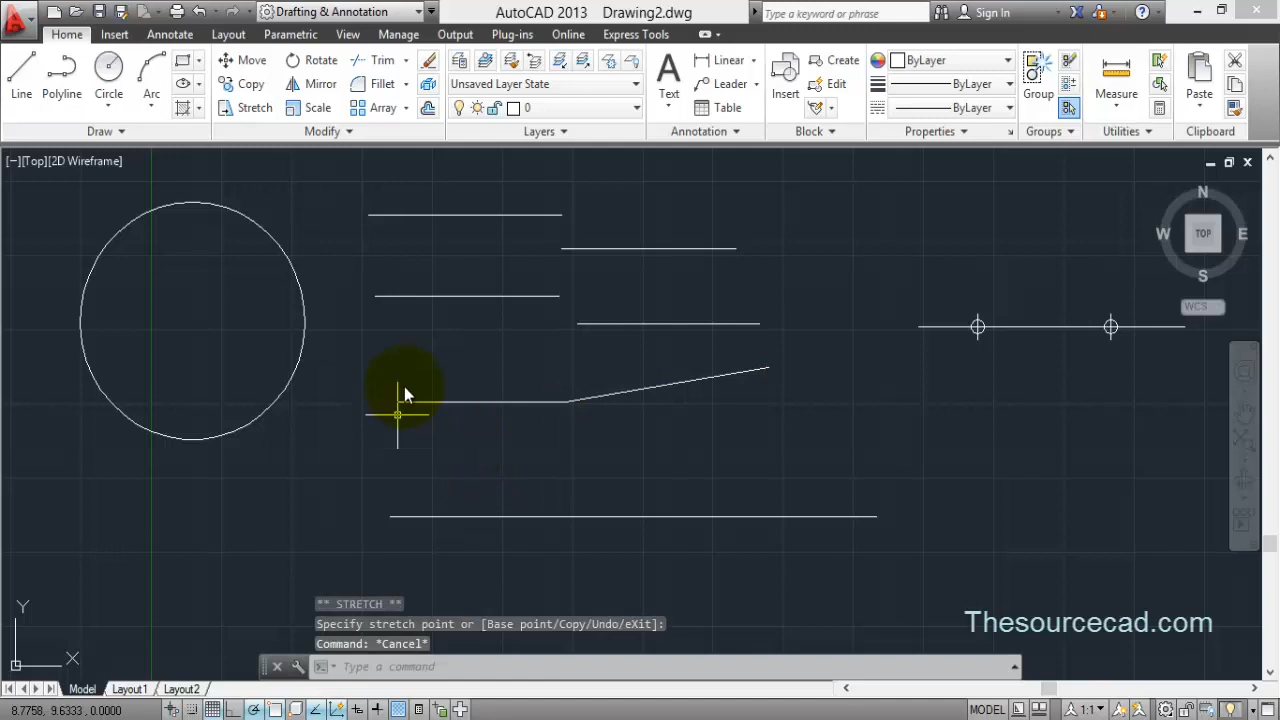 Drafting & Annotation
AutoCAD 2013 Drawing2.dwg
Type a keyword or phrase
Sign In
Home Insert Annotate Layout Parametric View Manage Output Plug-ins Online Express Tools
Line Polyline Circle Arc
Move Rotate Trim
Copy Mirror Fillet
Stretch Scale Array
Unsaved Layer State
0
Text
Linear
Leader
Table
Insert
Create
Edit
ByLayer
ByLayer
ByLayer
Group
Measure
Paste
Draw Modify Layers Annotation Block Properties Groups Utilities Clipboard
[−][Top][2D Wireframe]
N
W TOP E
S
WCS
Y
X
** STRETCH **
Specify stretch point or [Base point/Copy/Undo/eXit]:
Command: *Cancel*
Type a command
Thesourcecad.com
Model Layout1 Layout2
8.7758, 9.6333, 0.0000
MODEL
1:1